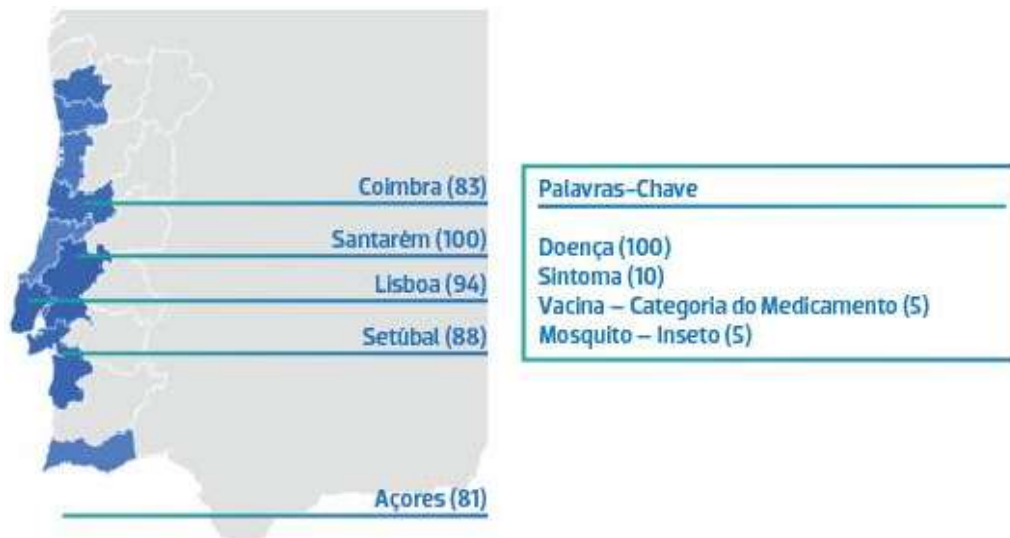 Coimbra (83)
Santarém (100)
Lisboa (94)
Setúbal (88)
Açores (81)
Palavras-Chave
Doença (100)
Sintoma (10)
Vacina – Categoria do Medicamento (5)
Mosquito – Inseto (5)